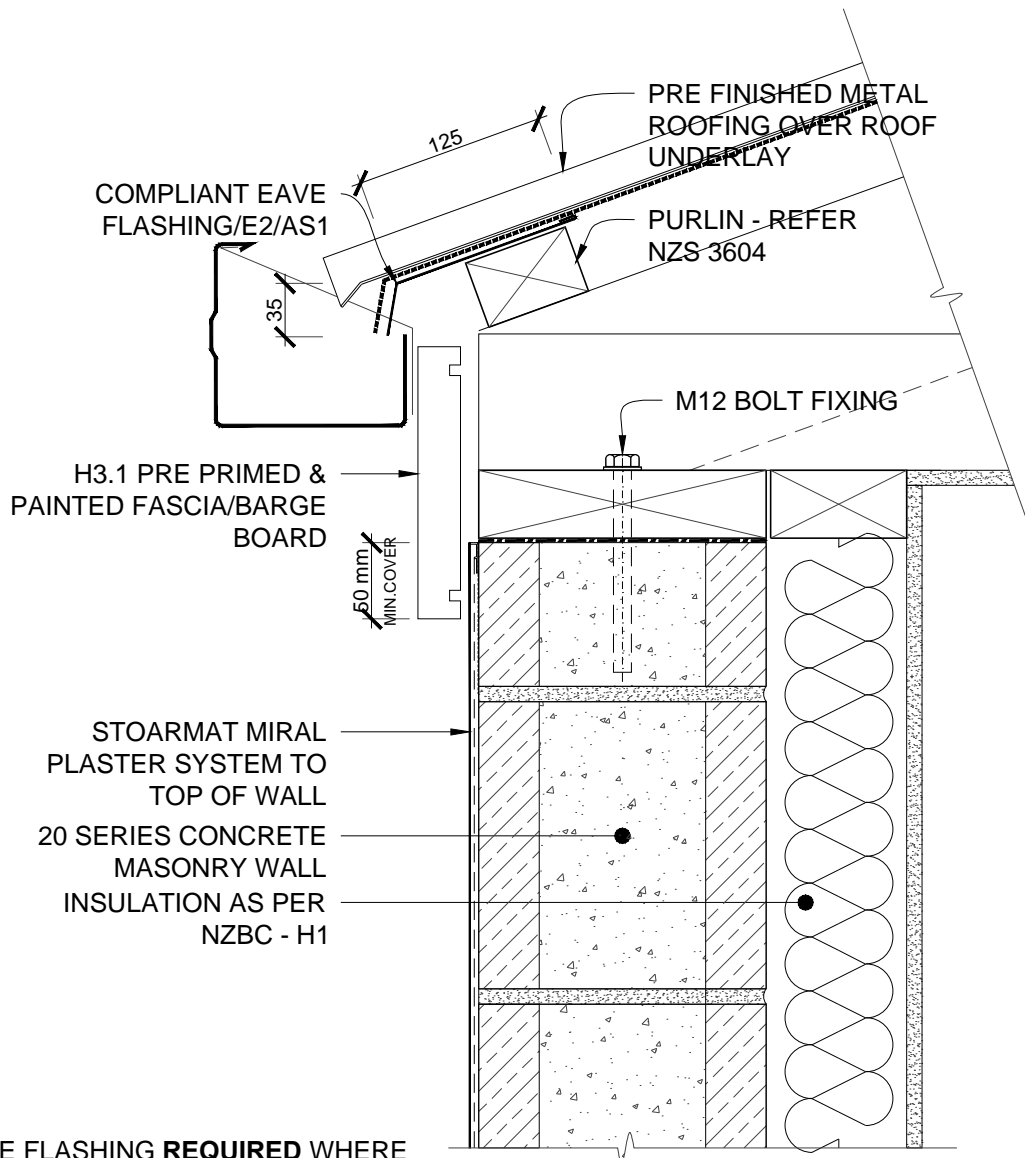 PRE FINISHED METAL
ROOFING OVER ROOF
UNDERLAY
125
COMPLIANT EAVE
FLASHING/E2/AS1
PURLIN - REFER
NZS 3604
35
M12 BOLT FIXING
H3.1 PRE PRIMED &
PAINTED FASCIA/BARGE
BOARD
50 mm
MIN.COVER
STOARMAT MIRAL
PLASTER SYSTEM TO
TOP OF WALL
20 SERIES CONCRETE
MASONRY WALL
INSULATION AS PER
NZBC - H1
E FLASHING REQUIRED WHERE